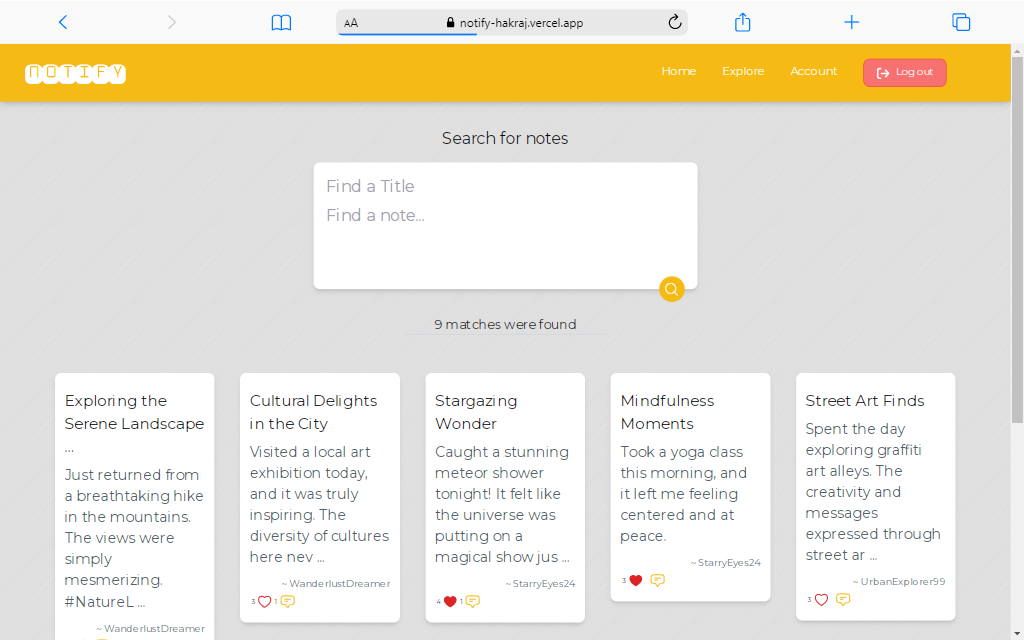 AA
notify-hakraj.vercel.app
NOTIFY
Home
Explore
Account
Log out
Search for notes
Find a Title
Find a note...
9 matches were found
Exploring the
Serene Landscape
...
Just returned from
a breathtaking hike
in the mountains.
The views were
simply
mesmerizing.
#NatureL ...
~ WanderlustDreamer
Cultural Delights
in the City
Visited a local art
exhibition today,
and it was truly
inspiring. The
diversity of cultures
here nev ...
~ WanderlustDreamer
3 1
Stargazing
Wonder
Caught a stunning
meteor shower
tonight! It felt like
the universe was
putting on a
magical show jus ...
~ StarryEyes24
4 1
Mindfulness
Moments
Took a yoga class
this morning, and
it left me feeling
centered and at
peace.
~ StarryEyes24
3
Street Art Finds
Spent the day
exploring graffiti
art alleys. The
creativity and
messages
expressed through
street ar ...
~ UrbanExplorer99
3